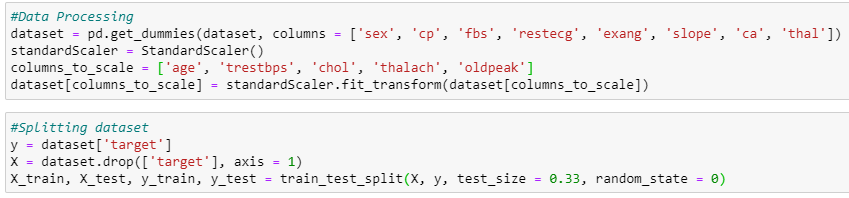 #Data Processing
dataset = pd.get_dummies(dataset, columns = ['sex', 'cp', 'fbs', 'restecg', 'exang', 'slope', 'ca', 'thal'])
standardScaler = StandardScaler()
columns_to_scale = ['age', 'trestbps', 'chol', 'thalach', 'oldpeak']
dataset[columns_to_scale] = standardScaler.fit_transform(dataset[columns_to_scale])
#Splitting dataset
y = dataset['target']
X = dataset.drop(['target'], axis = 1)
X_train, X_test, y_train, y_test = train_test_split(X, y, test_size = 0.33, random_state = 0)